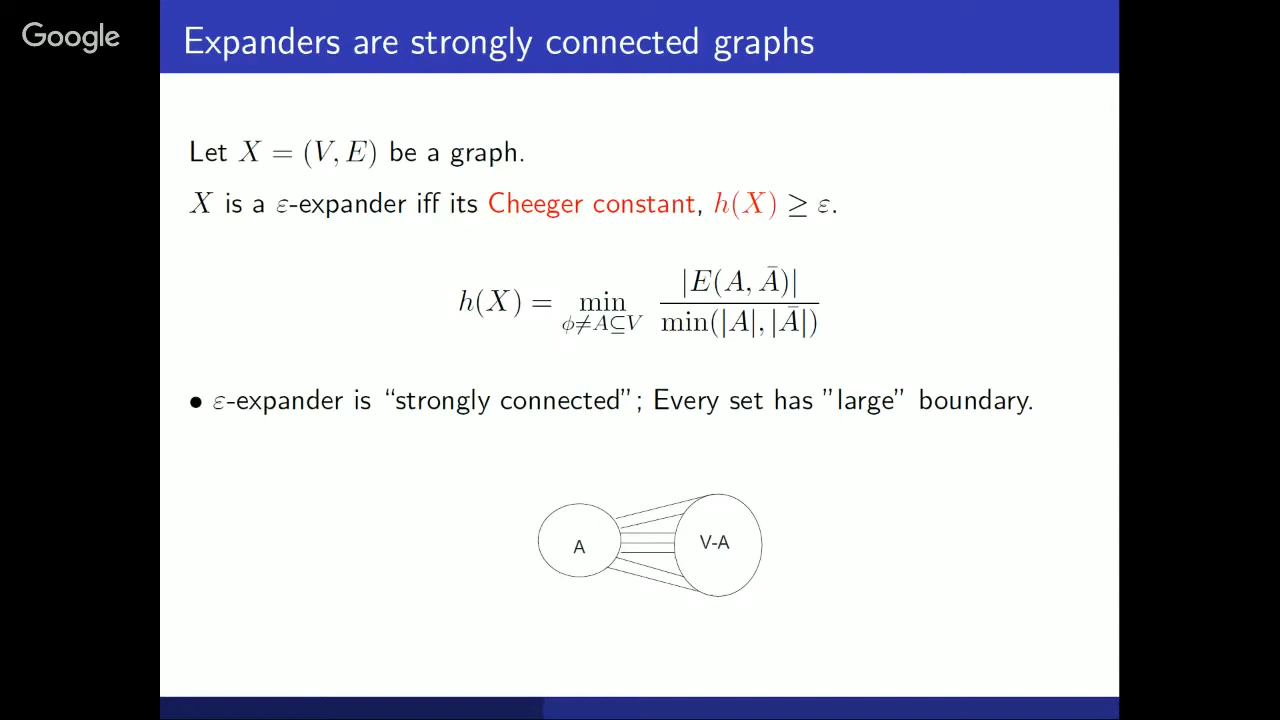 Google
Expanders are strongly connected graphs
Let X = (V, E) be a graph.
X is a ε-expander iff its Cheeger constant, h(X) ≥ ε.
h(X) = min_{ϕ≠A⊆V} |E(A, Ā)| / min(|A|, |Ā|)
• ε-expander is “strongly connected”; Every set has ”large” boundary.
A
V-A